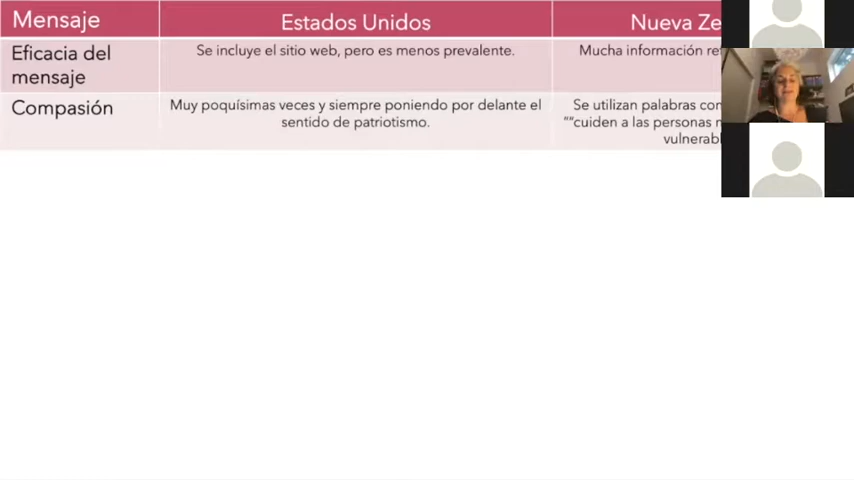 Mensaje
Estados Unidos
Nueva
Eficacia del
mensaje
Se incluye el sitio web, pero es menos prevalente.
Mucha información
Compasión
Muy poquísimas veces y siempre poniendo por delante el
sentido de patriotismo.
Se utilizan palabras
""cuiden a las personas